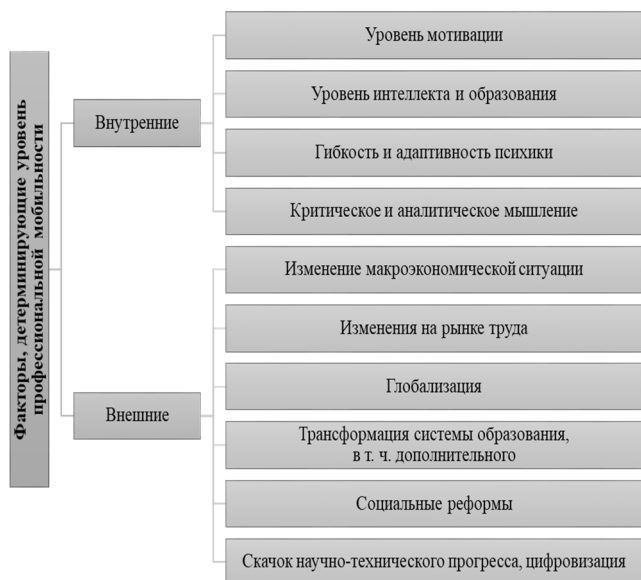 Факторы, детерминирующие уровень
профессиональной мобильности
Внутренние
Уровень мотивации
Уровень интеллекта и образования
Гибкость и адаптивность психики
Критическое и аналитическое мышление
Внешние
Изменение макроэкономической ситуации
Изменения на рынке труда
Глобализация
Трансформация системы образования,
в т. ч. дополнительного
Социальные реформы
Скачок научно-технического прогресса, цифровизация